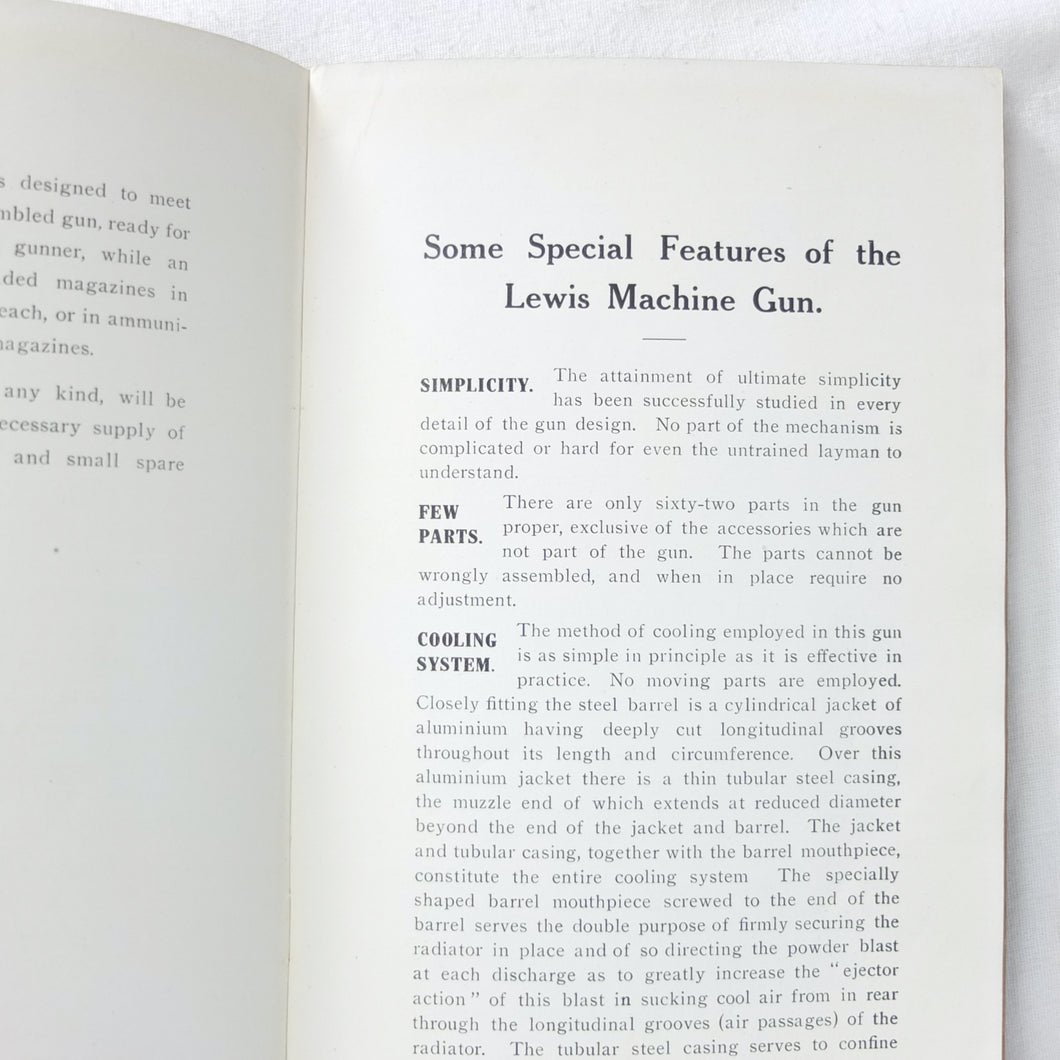 designed to meet
gun, ready for
gunner, while an
magazines in
each, or in ammuni-
magazines.
any kind, will be
supply of
and small spare
Some Special Features of the
Lewis Machine Gun.
SIMPLICITY. The attainment of ultimate simplicity
has been successfully studied in every
detail of the gun design. No part of the mechanism is
complicated or hard for even the untrained layman to
understand.
FEW PARTS. There are only sixty-two parts in the gun
proper, exclusive of the accessories which are
not part of the gun. The parts cannot be
wrongly assembled, and when in place require no
adjustment.
COOLING SYSTEM. The method of cooling employed in this gun
is as simple in principle as it is effective in
practice. No moving parts are employed.
Closely fitting the steel barrel is a cylindrical jacket of
aluminium having deeply cut longitudinal grooves
throughout its length and circumference. Over this
aluminium jacket there is a thin tubular steel casing,
the muzzle end of which extends at reduced diameter
beyond the end of the jacket and barrel. The jacket
and tubular casing, together with the barrel mouthpiece,
constitute the entire cooling system The specially
shaped barrel mouthpiece screwed to the end of the
barrel serves the double purpose of firmly securing the
radiator in place and of so directing the powder blast
at each discharge as to greatly increase the "ejector
action" of this blast in sucking cool air from in rear
through the longitudinal grooves (air passages) of the
radiator. The tubular steel casing serves to confine